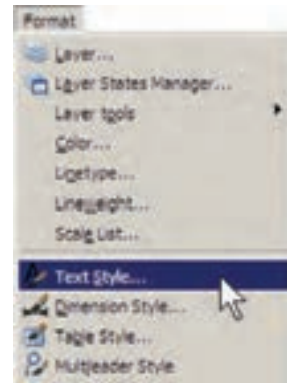 Format
Layer...
Layer States Manager...
Layer tools
Color...
Linetype...
Lineweight...
Scale List...
Text Style...
Dimension Style...
Table Style...
Multileader Style